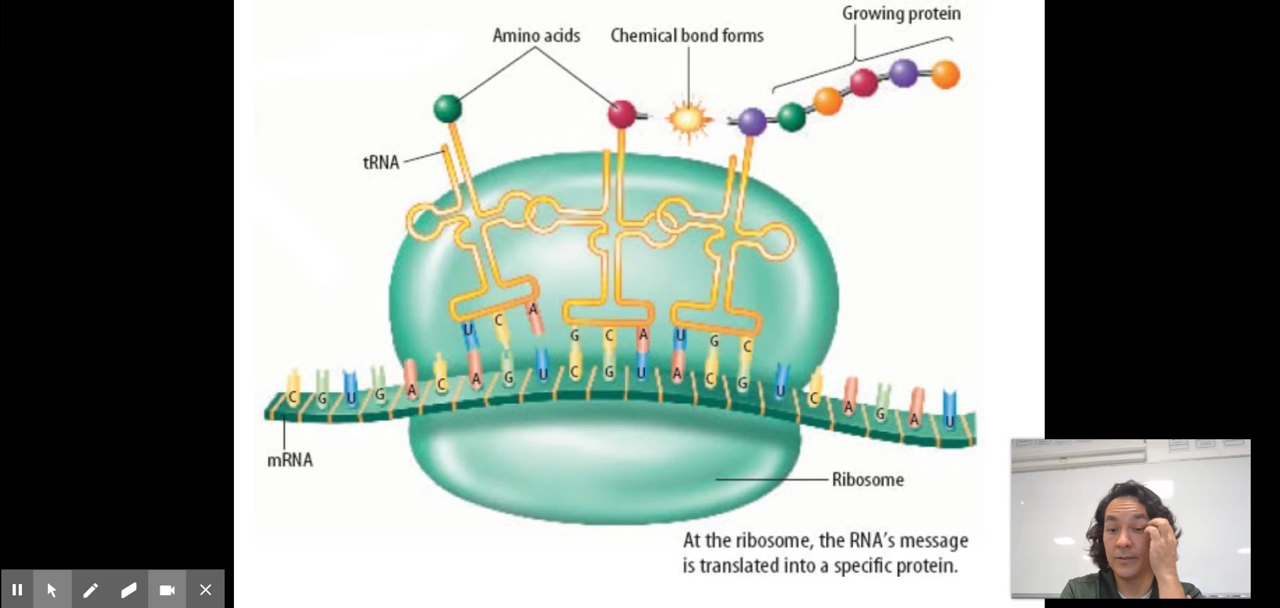 Growing protein
Amino acids
Chemical bond forms
tRNA
U C A
G C A
U G C
C G U G A C A G U C G U A C G U C A G A U
mRNA
Ribosome
At the ribosome, the RNA's message
is translated into a specific protein.